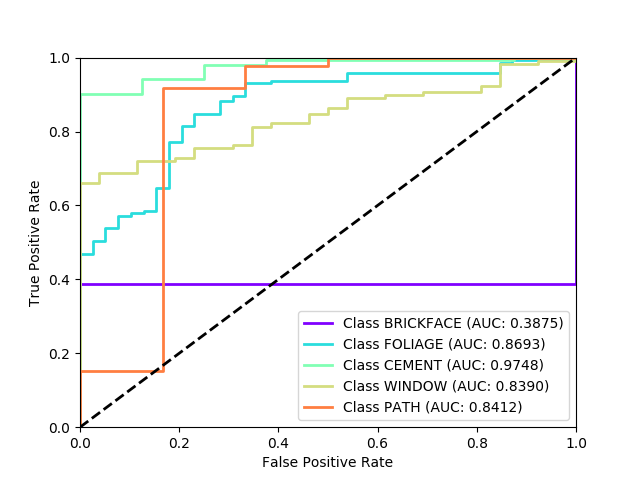 1.0
0.8
0.6
0.4
0.2
0.0
True Positive Rate
Class BRICKFACE (AUC: 0.3875)
Class FOLIAGE (AUC: 0.8693)
Class CEMENT (AUC: 0.9748)
Class WINDOW (AUC: 0.8390)
Class PATH (AUC: 0.8412)
0.0 0.2 0.4 0.6 0.8 1.0
False Positive Rate